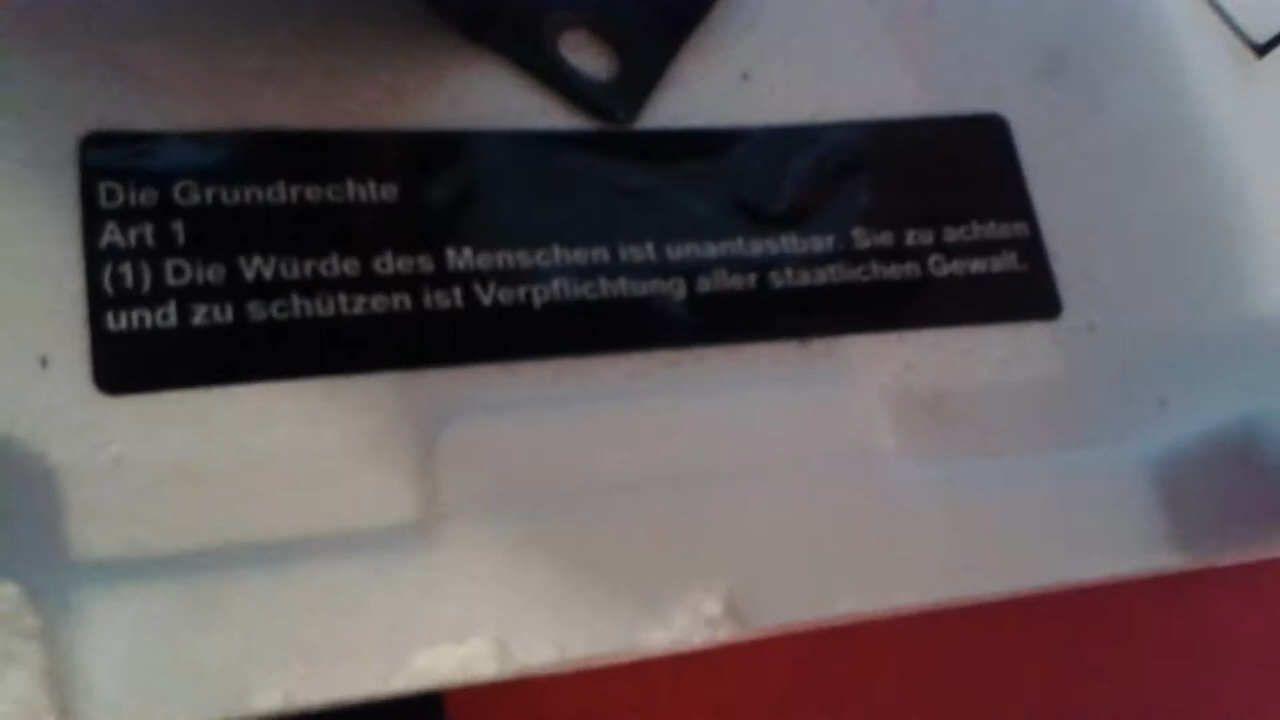 Die Grundrechte
Art 1
(1) Die Würde des Menschen ist unantastbar. Sie zu achten
und zu schützen ist Verpflichtung aller staatlichen Gewalt.